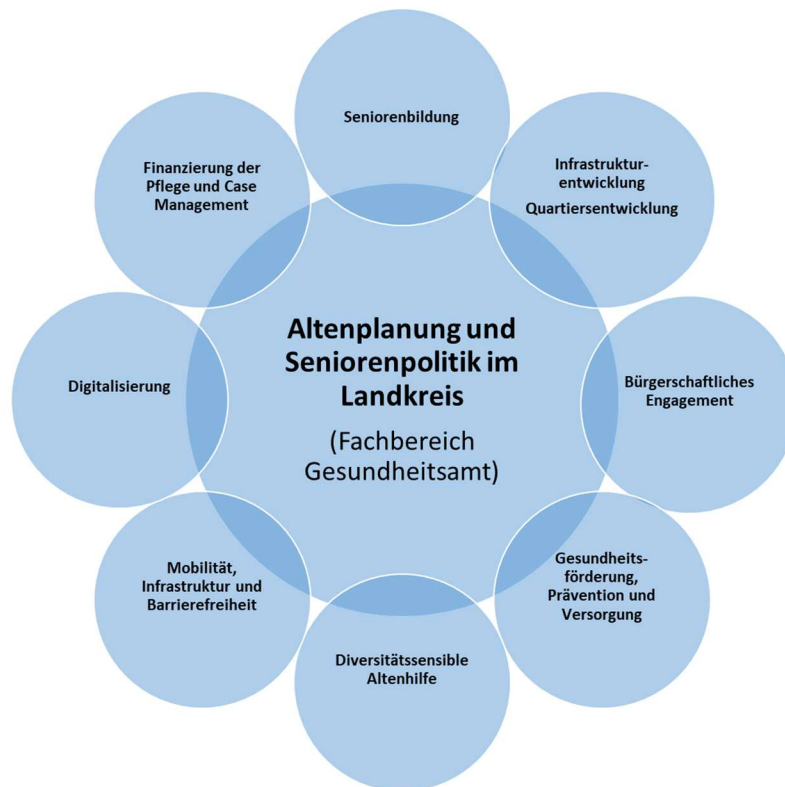 Seniorenbildung
Finanzierung der
Pflege und Case
Management
Infrastruktur-
entwicklung
Quartiersentwicklung
Altenplanung und
Seniorenpolitik im
Landkreis
(Fachbereich
Gesundheitsamt)
Digitalisierung
Bürgerschaftliches
Engagement
Mobilität,
Infrastruktur und
Barrierefreiheit
Gesundheits-
förderung,
Prävention und
Versorgung
Diversitätssensible
Altenhilfe